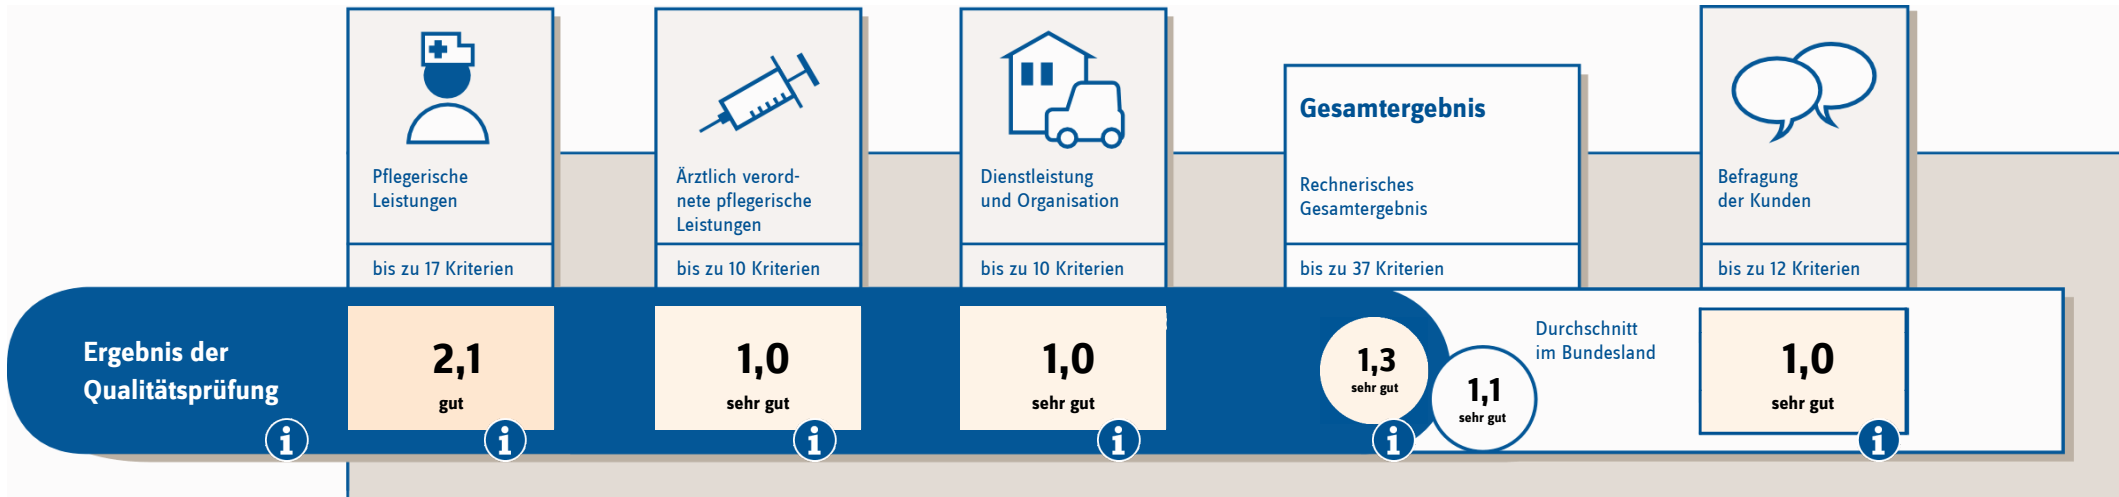 Pflegerische
Leistungen
bis zu 17 Kriterien
Ärztlich verord-
nete pflegerische
Leistungen
bis zu 10 Kriterien
Dienstleistung
und Organisation
bis zu 10 Kriterien
Gesamtergebnis
Rechnerisches
Gesamtergebnis
bis zu 37 Kriterien
Befragung
der Kunden
bis zu 12 Kriterien
Ergebnis der
Qualitätsprüfung
i
2,1
gut
i
1,0
sehr gut
i
1,0
sehr gut
i
1,3
sehr gut
i
1,1
sehr gut
Durchschnitt
im Bundesland
1,0
sehr gut
i